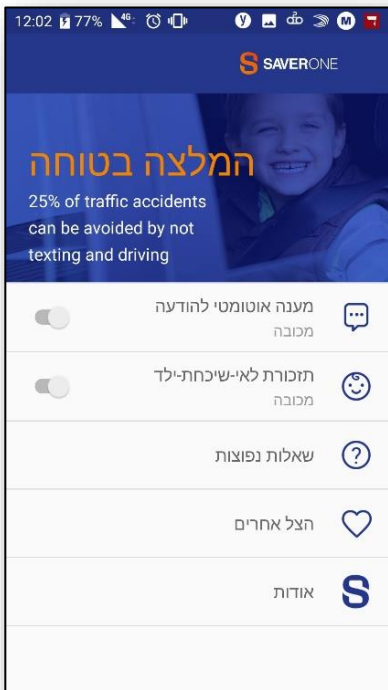 12:02 77% 4G
SAVERONE
המלצה בטוחה
25% of traffic accidents
can be avoided by not
texting and driving
מענה אוטומטי להודעה
מכובה
תזכורת לאי-שיכחת-ילד
מכובה
שאלות נפוצות
הצל אחרים
אודות